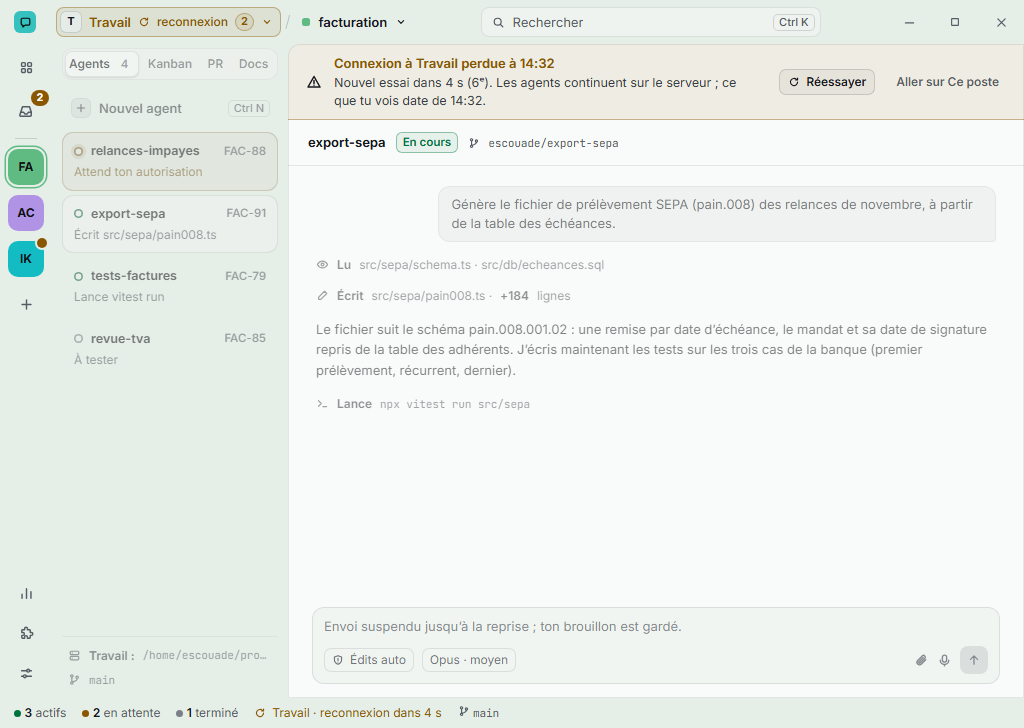 T Travail reconnexion 2 / facturation
Rechercher Ctrl K
Agents 4 Kanban PR Docs
2
Nouvel agent Ctrl N
FA
AC
IK
relances-impayes FAC-88
Attend ton autorisation
export-sepa FAC-91
Écrit src/sepa/pain008.ts
tests-factures FAC-79
Lance vitest run
revue-tva FAC-85
À tester
Travail : /home/escouade/pro…
main
Connexion à Travail perdue à 14:32
Nouvel essai dans 4 s (6ᵉ). Les agents continuent sur le serveur ; ce
que tu vois date de 14:32.
Réessayer Aller sur Ce poste
export-sepa En cours escouade/export-sepa
Génère le fichier de prélèvement SEPA (pain.008) des relances de novembre, à partir
de la table des échéances.
Lu src/sepa/schema.ts · src/db/echeances.sql
Écrit src/sepa/pain008.ts · +184 lignes
Le fichier suit le schéma pain.008.001.02 : une remise par date d’échéance, le mandat et sa date de signature
repris de la table des adhérents. J’écris maintenant les tests sur les trois cas de la banque (premier
prélèvement, récurrent, dernier).
Lance npx vitest run src/sepa
Envoi suspendu jusqu’à la reprise ; ton brouillon est gardé.
Édits auto Opus · moyen
3 actifs 2 en attente 1 terminé Travail · reconnexion dans 4 s main